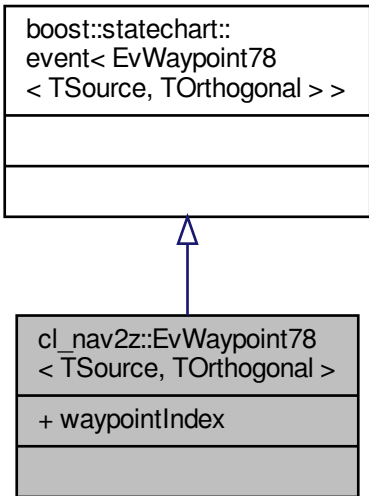 boost::statechart::
event< EvWaypoint78
< TSource, TOrthogonal > >
cl_nav2z::EvWaypoint78
< TSource, TOrthogonal >
+ waypointIndex